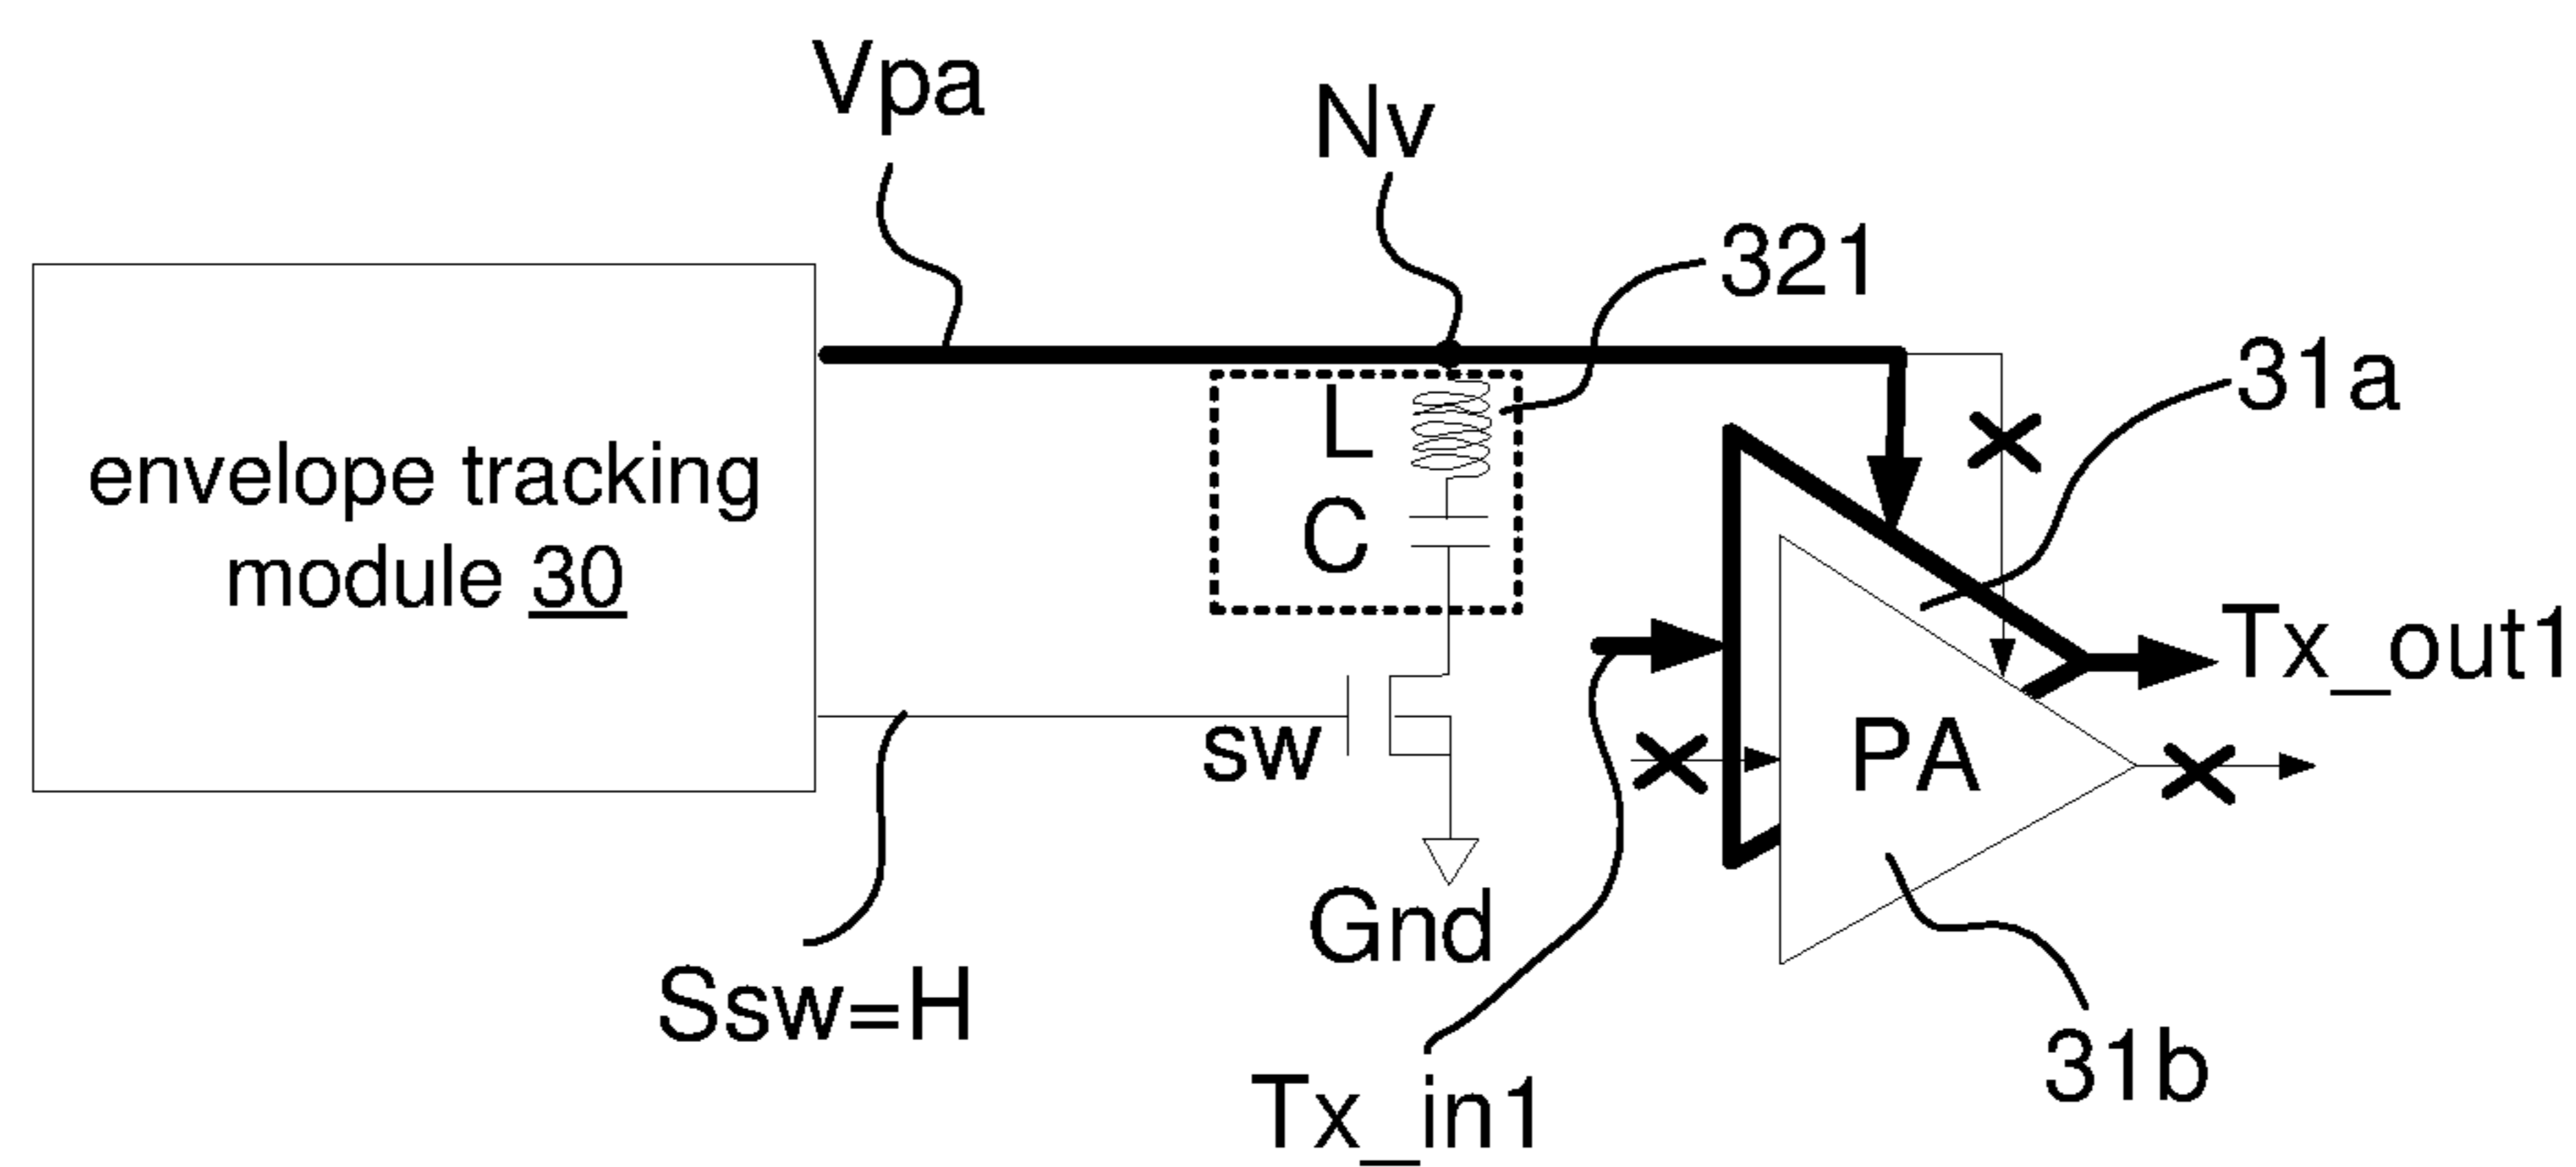 Vpa
Nv
321
31a
envelope tracking
module 30
L
C
Tx_out1
sw
PA
Gnd
Ssw=H
31b
Tx_in1